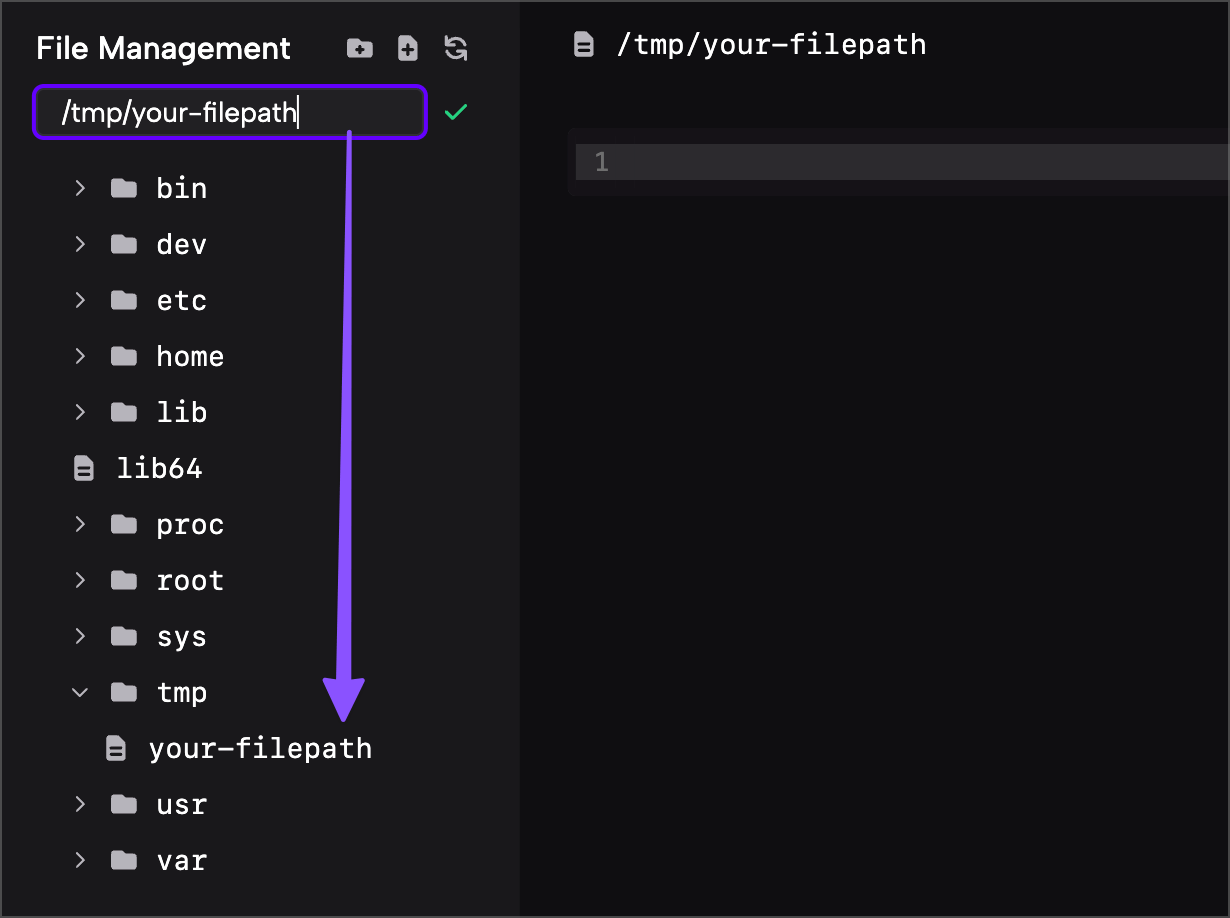 File Management
/tmp/your-filepath
bin
dev
etc
home
lib
lib64
proc
root
sys
tmp
your-filepath
usr
var
/tmp/your-filepath
1